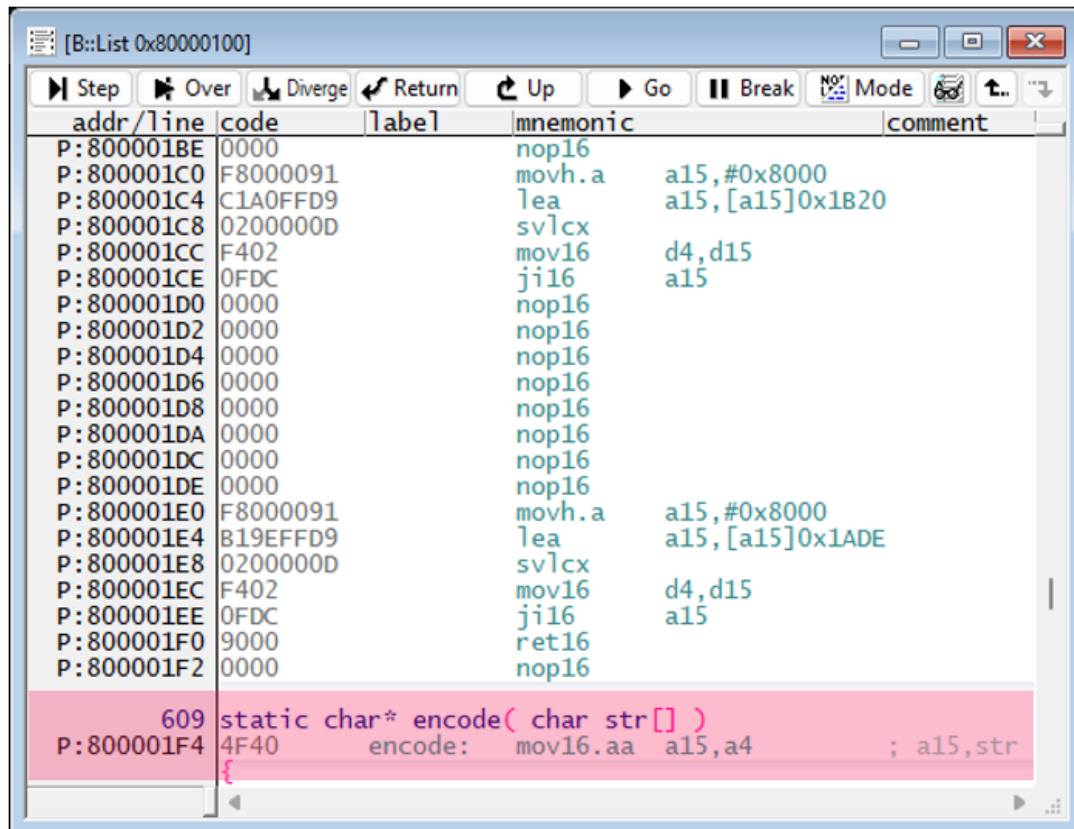 [B::List 0x80000100]
Step Over Diverge Return Up Go Break Mode t..
addr/line code label mnemonic comment
P:800001BE 0000 nop16
P:800001C0 F8000091 movh.a a15,#0x8000
P:800001C4 C1A0FFD9 lea a15,[a15]0x1B20
P:800001C8 0200000D svlcx
P:800001CC F402 mov16 d4,d15
P:800001CE 0FDC ji16 a15
P:800001D0 0000 nop16
P:800001D2 0000 nop16
P:800001D4 0000 nop16
P:800001D6 0000 nop16
P:800001D8 0000 nop16
P:800001DA 0000 nop16
P:800001DC 0000 nop16
P:800001DE 0000 nop16
P:800001E0 F8000091 movh.a a15,#0x8000
P:800001E4 B19EFFD9 lea a15,[a15]0x1ADE
P:800001E8 0200000D svlcx
P:800001EC F402 mov16 d4,d15
P:800001EE 0FDC ji16 a15
P:800001F0 9000 ret16
P:800001F2 0000 nop16
609 static char* encode( char str[] )
P:800001F4 4F40 encode: mov16.aa a15,a4 ; a15,str
{